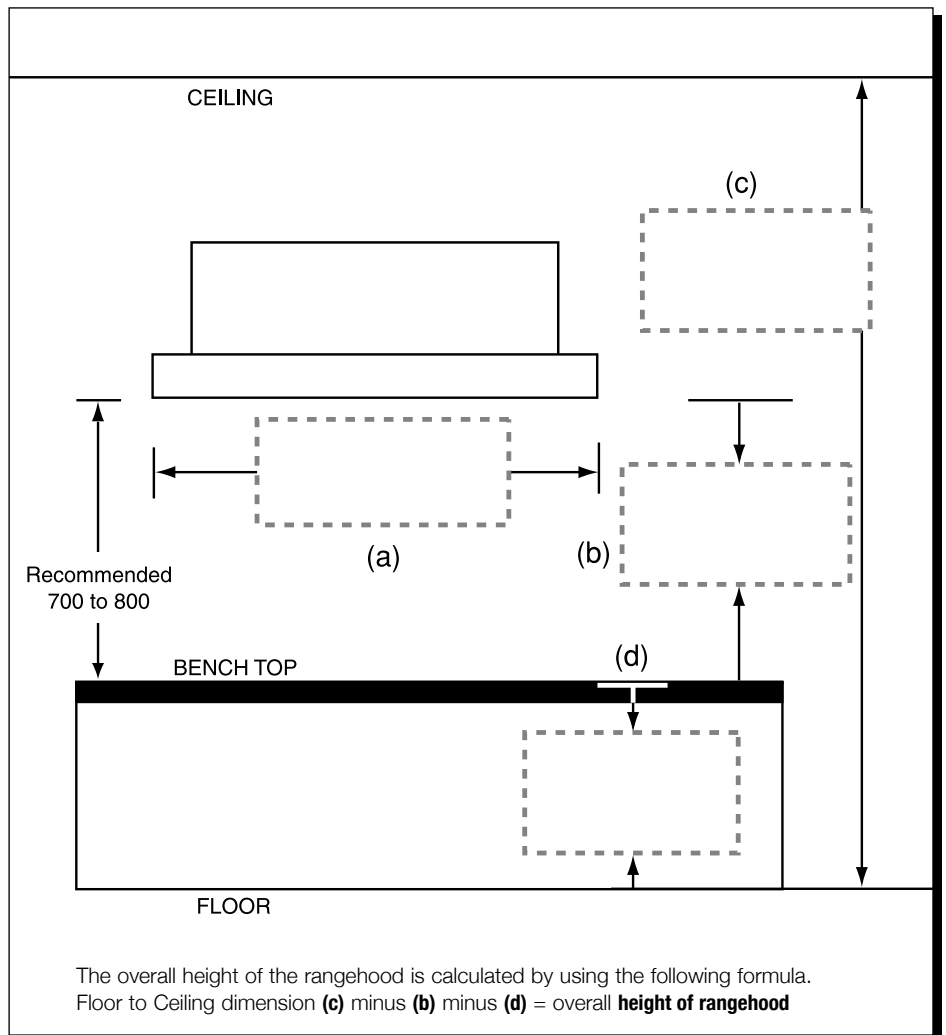 CEILING
(c)
(a)
(b)
Recommended
700 to 800
BENCH TOP
(d)
FLOOR
The overall height of the rangehood is calculated by using the following formula.
Floor to Ceiling dimension (c) minus (b) minus (d) = overall height of rangehood